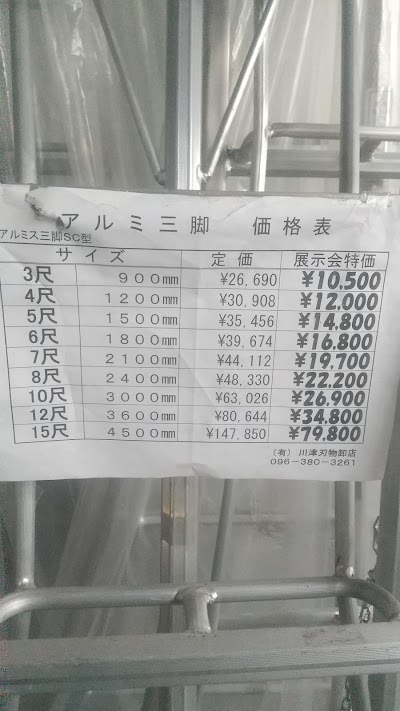 アルミ三脚 価格表
アルミス三脚SC型
サイズ 定価 展示会特価
3尺 900mm ¥26,690 ¥10,500
4尺 1200mm ¥30,908 ¥12,000
5尺 1500mm ¥35,456 ¥14,800
6尺 1800mm ¥39,674 ¥16,800
7尺 2100mm ¥44,112 ¥19,700
8尺 2400mm ¥48,330 ¥22,200
10尺 3000mm ¥63,026 ¥26,900
12尺 3600mm ¥80,644 ¥34,800
15尺 4500mm ¥147,850 ¥79,800
(有) 川津刃物卸店
096-380-3261